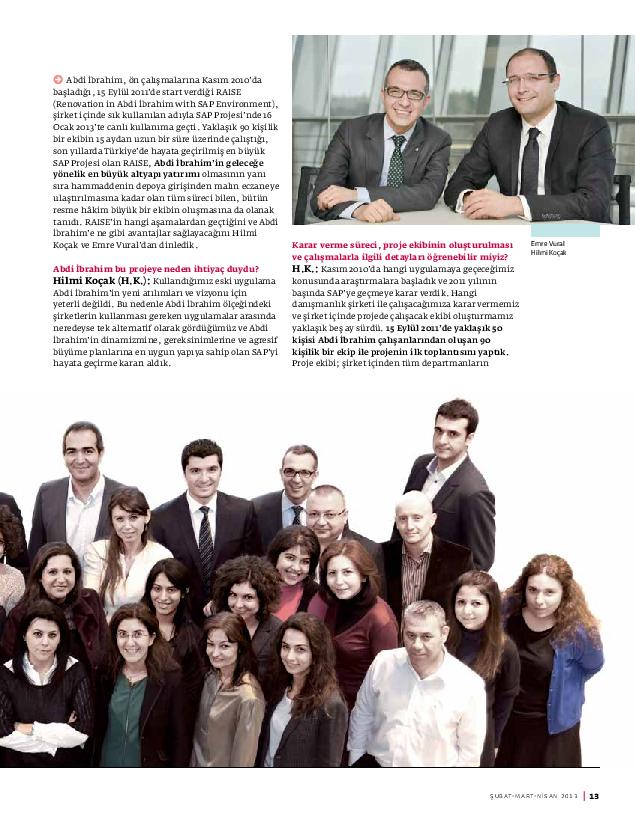 Abdi İbrahim, ön çalışmalarına Kasım 2010'da
başladığı, 15 Eylül 2011'de start verdiği RAISE
(Renovation in Abdi Ibrahim with SAP Environment),
şirket içinde sık kullanılan adıyla SAP Projesi'nde 16
Ocak 2013'te canlı kullanıma geçti. Yaklaşık 90 kişilik
bir ekibin 15 aydan uzun bir süre üzerinde çalıştığı,
son yıllarda Türkiye'de hayata geçirilmiş en büyük
SAP Projesi olan RAISE, Abdi İbrahim'in geleceğe
yönelik en büyük altyapı yatırımı olmasının yanı
sıra hammaddenin depoya girişinden malın eczaneye
ulaştırılmasına kadar olan tüm süreci bilen, bütün
resme hâkim büyük bir ekibin oluşmasına da olanak
tanıdı. RAISE'in hangi aşamalardan geçtiğini ve Abdi
İbrahim'e ne gibi avantajlar sağlayacağını Hilmi
Koçak ve Emre Vural'dan dinledik.
Abdi İbrahim bu projeye neden ihtiyaç duydu?
Hilmi Koçak (H.K.): Kullandığımız eski uygulama
Abdi İbrahim'in yeni atılımları ve vizyonu için
yeterli değildi. Bu nedenle Abdi İbrahim ölçeğindeki
şirketlerin kullanması gereken uygulamalar arasında
neredeyse tek alternatif olarak gördüğümüz ve Abdi
İbrahim'in dinamizmine, gereksinimlerine ve agresif
büyüme planlarına en uygun yapıya sahip olan SAP'yi
hayata geçirme kararı aldık.
Emre Vural
Hilmi Koçak
Karar verme süreci, proje ekibinin oluşturulması
ve çalışmalarla ilgili detayları öğrenebilir miyiz?
H.K.: Kasım 2010'da hangi uygulamaya geçeceğimiz
konusunda araştırmalara başladık ve 2011 yılının
başında SAP'ye geçmeye karar verdik. Hangi
danışmanlık şirketi ile çalışacağımıza karar vermemiz
ve şirket içinde projede çalışacak ekibi oluşturmamız
yaklaşık beş ay sürdü. 15 Eylül 2011'de yaklaşık 50
kişisi Abdi İbrahim çalışanlarından oluşan 90
kişilik bir ekip ile projenin ilk toplantısını yaptık.
Proje ekibi; şirket içinden tüm departmanların
ŞUBAT-MART-NİSAN 2013 | 13